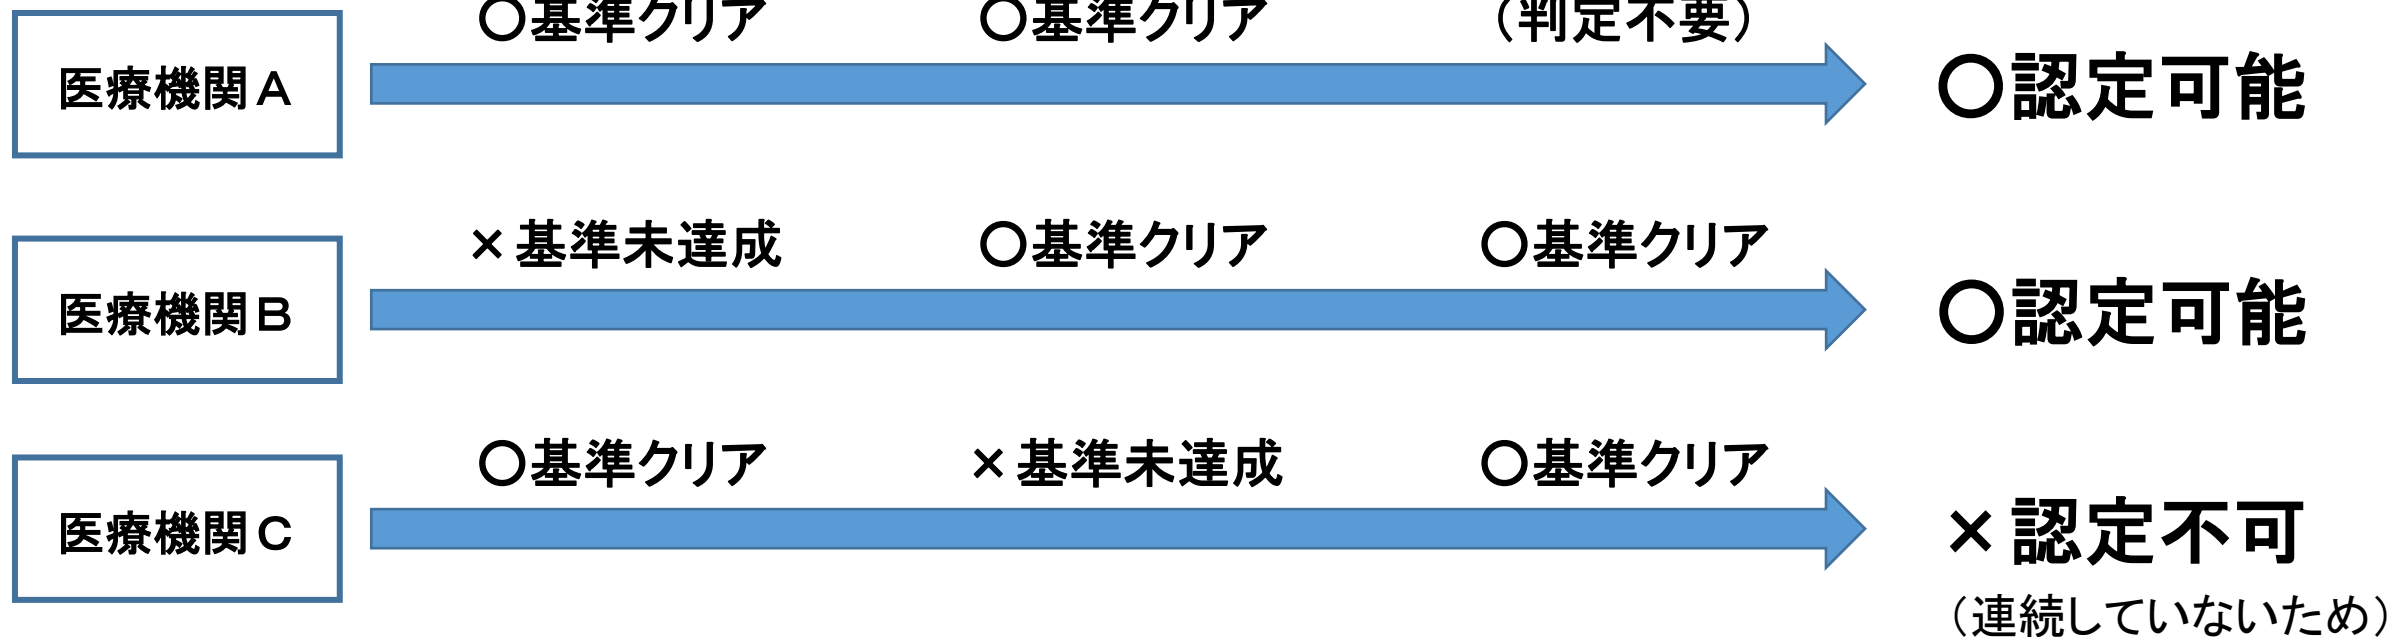 〇基準クリア 〇基準クリア (判定不要)
医療機関A 〇認定可能
×基準未達成 〇基準クリア 〇基準クリア
医療機関B 〇認定可能
〇基準クリア ×基準未達成 〇基準クリア
医療機関C ×認定不可
(連続していないため)